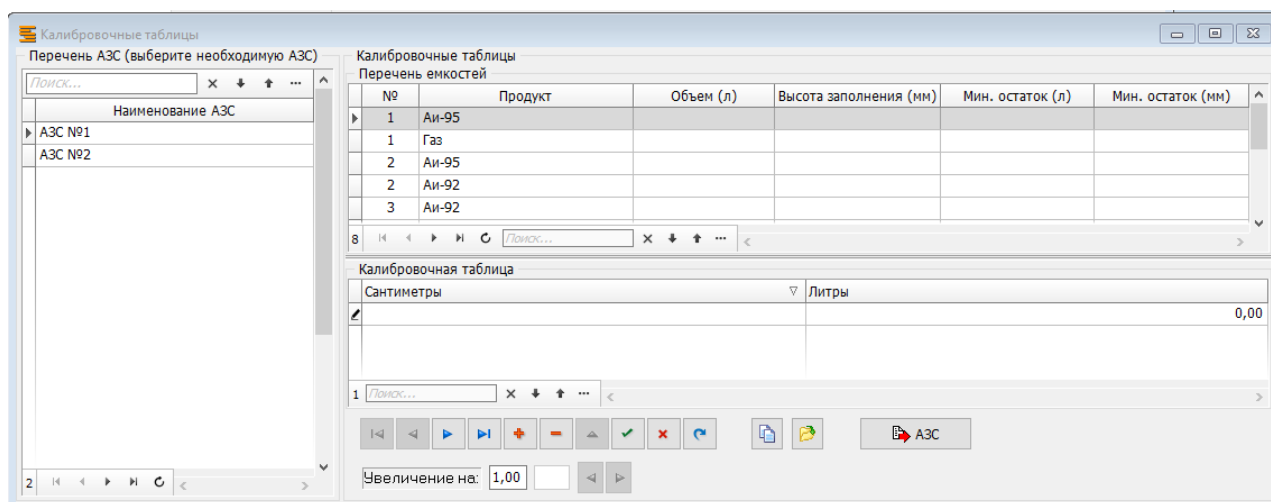 Калибровочные таблицы
Перечень АЗС (выберите необходимую АЗС)
Поиск...
Наименование АЗС
АЗС №1
АЗС №2
2
Калибровочные таблицы
Перечень емкостей
№ Продукт Объем (л) Высота заполнения (мм) Мин. остаток (л) Мин. остаток (мм)
1 Аи-95
1 Газ
2 Аи-95
2 Аи-92
3 Аи-92
8 Поиск...
Калибровочная таблица
Сантиметры Литры
0,00
1 Поиск...
АЗС
Увеличение на: 1,00